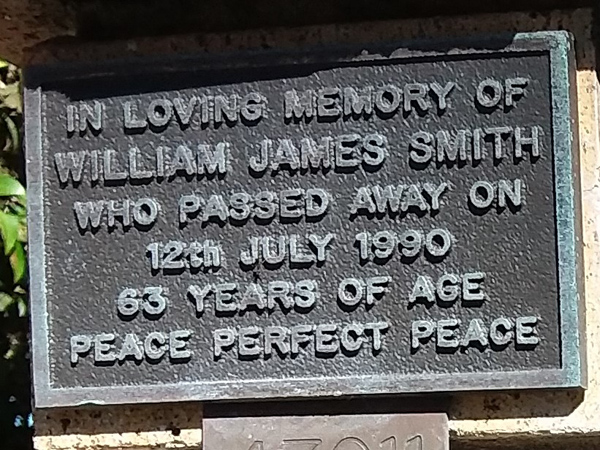 IN LOVING MEMORY OF
WILLIAM JAMES SMITH
WHO PASSED AWAY ON
12th JULY 1990
63 YEARS OF AGE
PEACE PERFECT PEACE